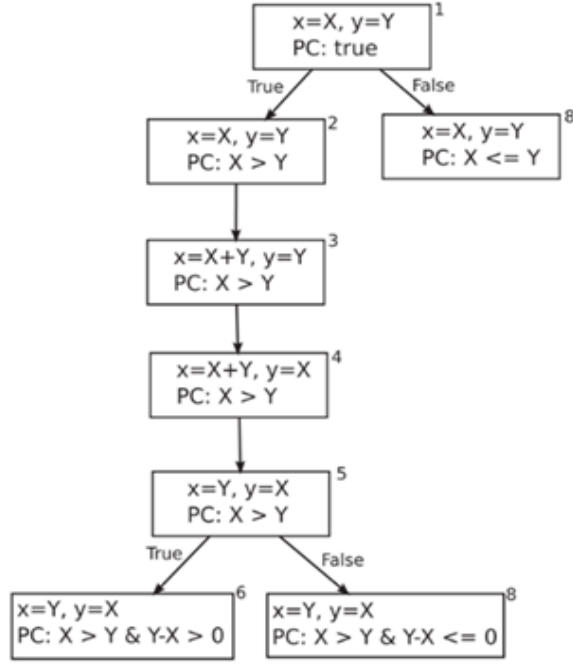 1
x=X, y=Y
PC: true
True
False
2
x=X, y=Y
PC: X > Y
8
x=X, y=Y
PC: X <= Y
3
x=X+Y, y=Y
PC: X > Y
4
x=X+Y, y=X
PC: X > Y
5
x=Y, y=X
PC: X > Y
True
False
6
x=Y, y=X
PC: X > Y & Y-X > 0
8
x=Y, y=X
PC: X > Y & Y-X <= 0